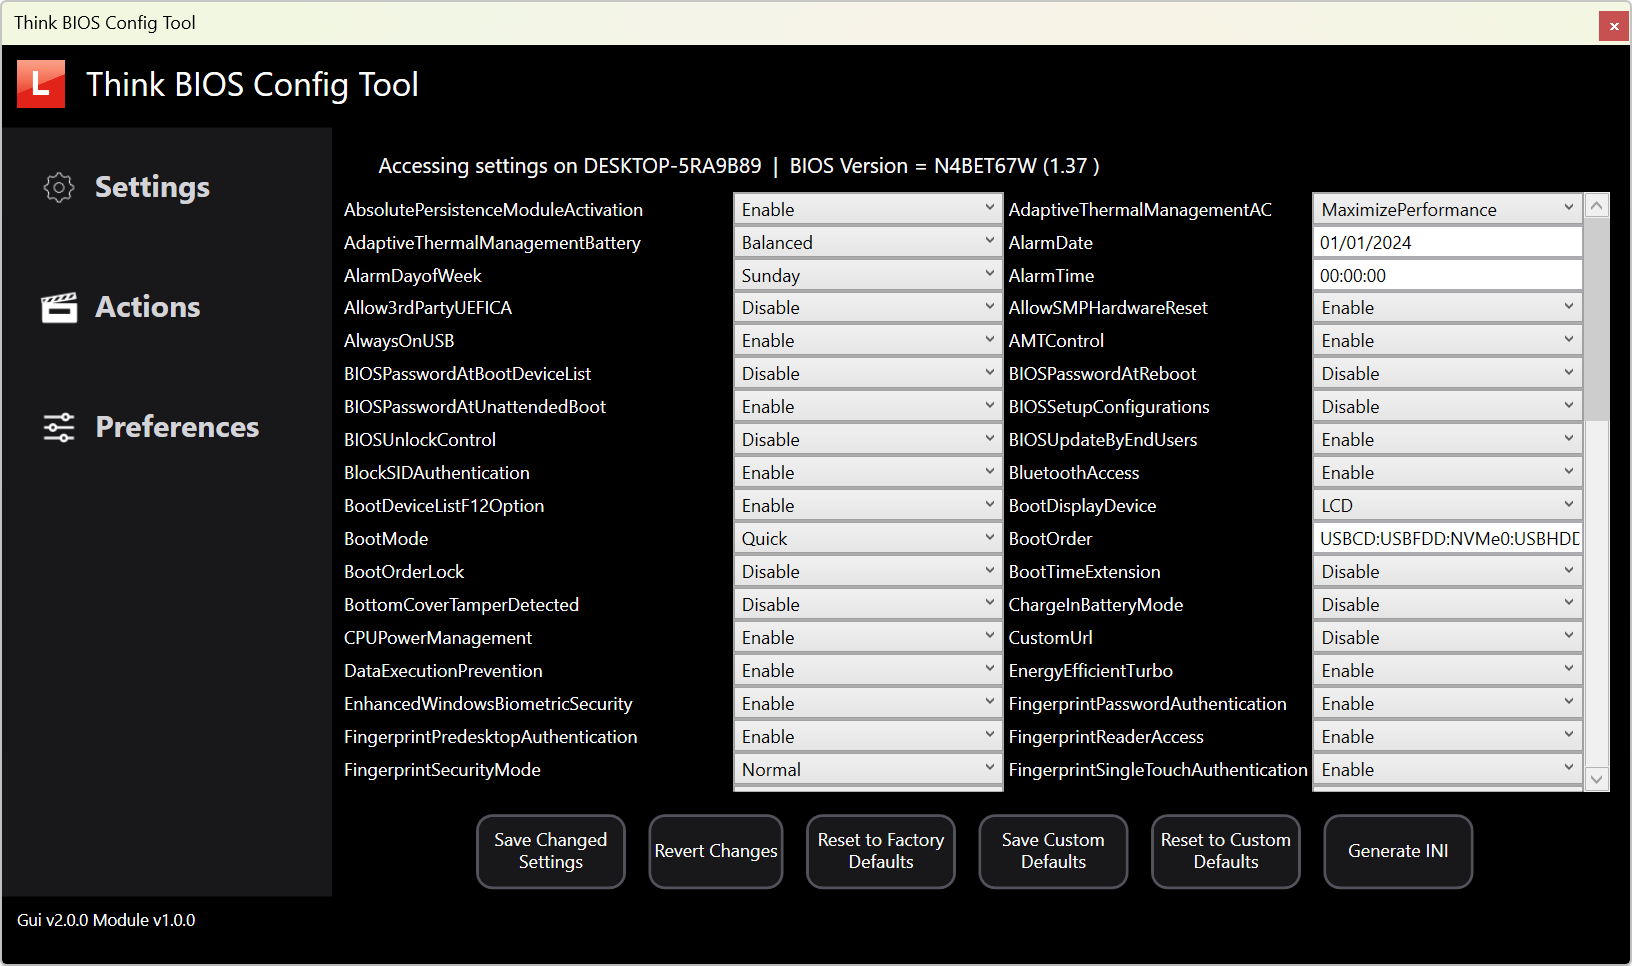 Think BIOS Config Tool
x
L Think BIOS Config Tool
Settings
Actions
Preferences
Accessing settings on DESKTOP-5RA9B89 | BIOS Version = N4BET67W (1.37 )
AbsolutePersistenceModuleActivation Enable AdaptiveThermalManagementAC MaximizePerformance
AdaptiveThermalManagementBattery Balanced AlarmDate 01/01/2024
AlarmDayofWeek Sunday AlarmTime 00:00:00
Allow3rdPartyUEFICA Disable AllowSMPHardwareReset Enable
AlwaysOnUSB Enable AMTControl Enable
BIOSPasswordAtBootDeviceList Disable BIOSPasswordAtReboot Disable
BIOSPasswordAtUnattendedBoot Enable BIOSSetupConfigurations Disable
BIOSUnlockControl Disable BIOSUpdateByEndUsers Enable
BlockSIDAuthentication Enable BluetoothAccess Enable
BootDeviceListF12Option Enable BootDisplayDevice LCD
BootMode Quick BootOrder USBCD:USBFDD:NVMe0:USBHDD
BootOrderLock Disable BootTimeExtension Disable
BottomCoverTamperDetected Disable ChargeInBatteryMode Disable
CPUPowerManagement Enable CustomUrl Disable
DataExecutionPrevention Enable EnergyEfficientTurbo Enable
EnhancedWindowsBiometricSecurity Enable FingerprintPasswordAuthentication Enable
FingerprintPredesktopAuthentication Enable FingerprintReaderAccess Enable
FingerprintSecurityMode Normal FingerprintSingleTouchAuthentication Enable
Save Changed
Settings
Revert Changes
Reset to Factory
Defaults
Save Custom
Defaults
Reset to Custom
Defaults
Generate INI
Gui v2.0.0 Module v1.0.0